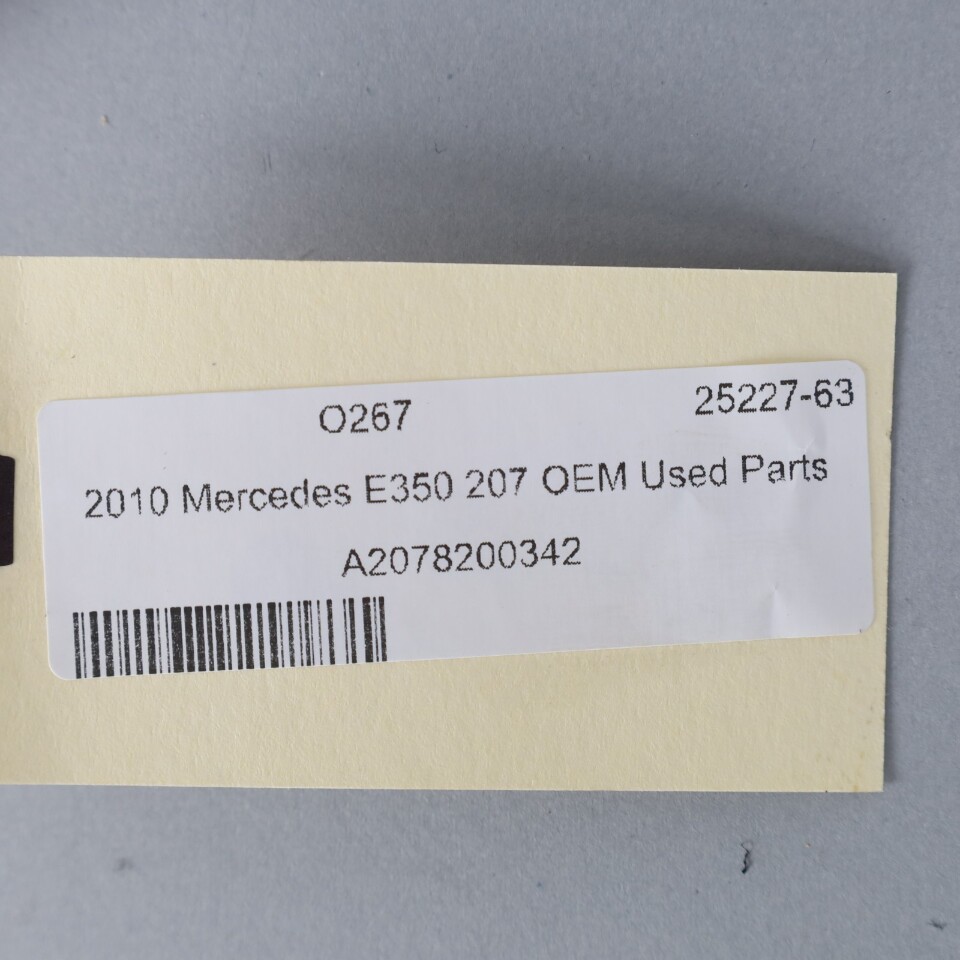 O267 25227-63
2010 Mercedes E350 207 OEM Used Parts
A2078200342